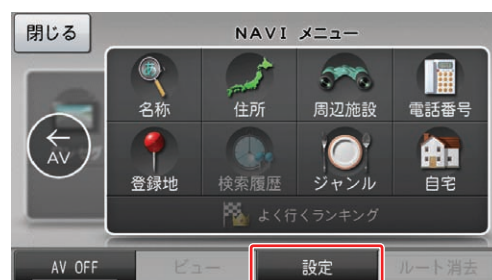 閉じる
NAVI メニュー
あ
名称
住所
周辺施設
電話番号
AV
登録地
検索履歴
ジャンル
自宅
よく行くランキング
AV OFF
ビュー
設定
ルート消去